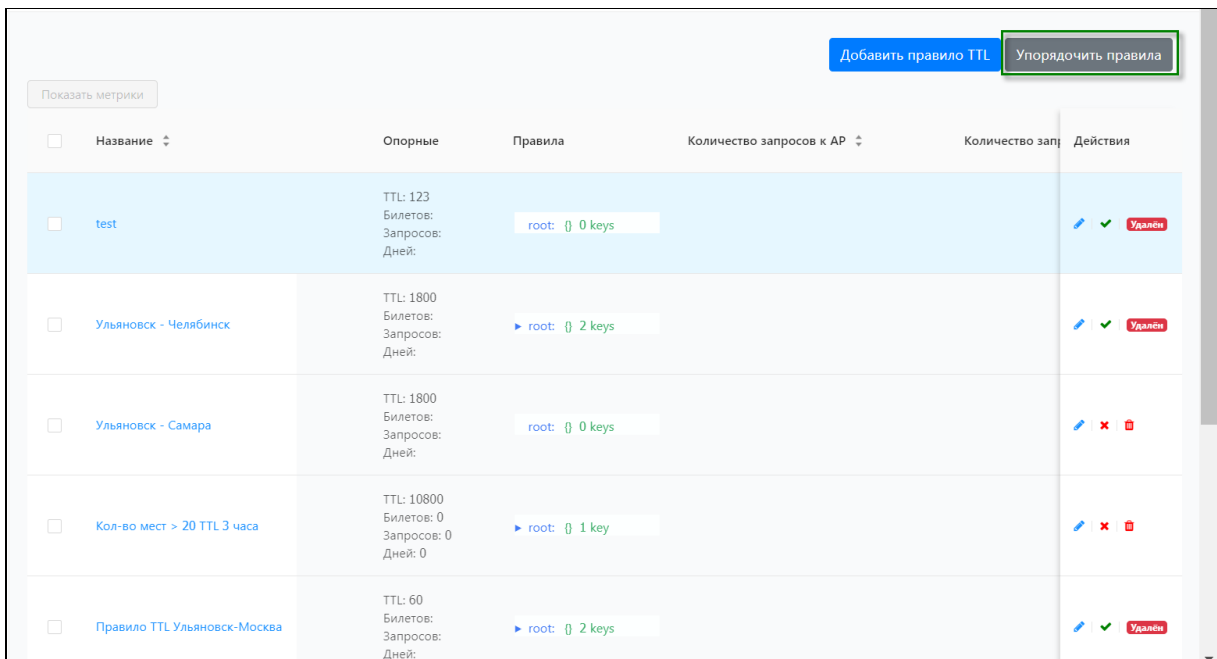 Добавить правило TTL Упорядочить правила
Показать метрики
Название Опорные Правила Количество запросов к АР Количество запр Действия
TTL: 123
Билетов:
Запросов:
Дней:
test root: {} 0 keys Удалён
TTL: 1800
Билетов:
Запросов:
Дней:
Ульяновск - Челябинск ► root: {} 2 keys Удалён
TTL: 1800
Билетов:
Запросов:
Дней:
Ульяновск - Самара root: {} 0 keys
TTL: 10800
Билетов: 0
Запросов: 0
Дней: 0
Кол-во мест > 20 TTL 3 часа ► root: {} 1 key
TTL: 60
Билетов:
Запросов:
Дней:
Правило TTL Ульяновск-Москва ► root: {} 2 keys Удалён